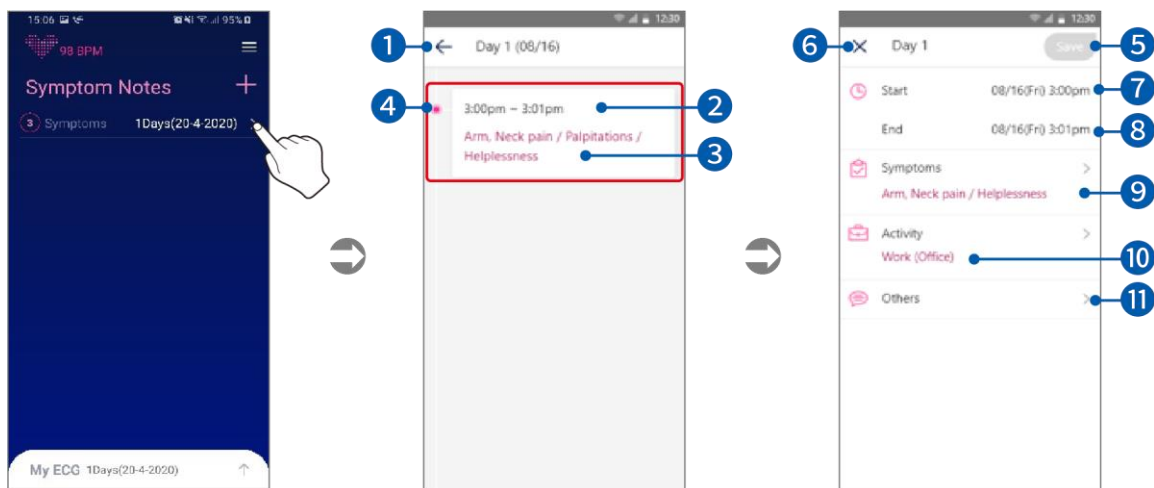 15:06 95%
98 BPM
Symptom Notes +
3 Symptoms 1Days(20-4-2020)
My ECG 1Days(20-4-2020)
12:30
1 Day 1 (08/16)
4 3:00pm – 3:01pm 2
Arm, Neck pain / Palpitations /
Helplessness 3
12:30
6 Day 1 Save 5
Start 08/16(Fri) 3:00pm 7
End 08/16(Fri) 3:01pm 8
Symptoms
Arm, Neck pain / Helplessness 9
Activity
Work (Office) 10
Others 11